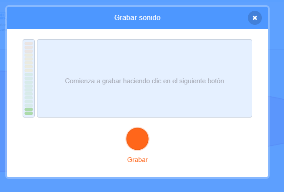 Grabar sonido
Comienza a grabar haciendo clic en el siguiente botón
Grabar